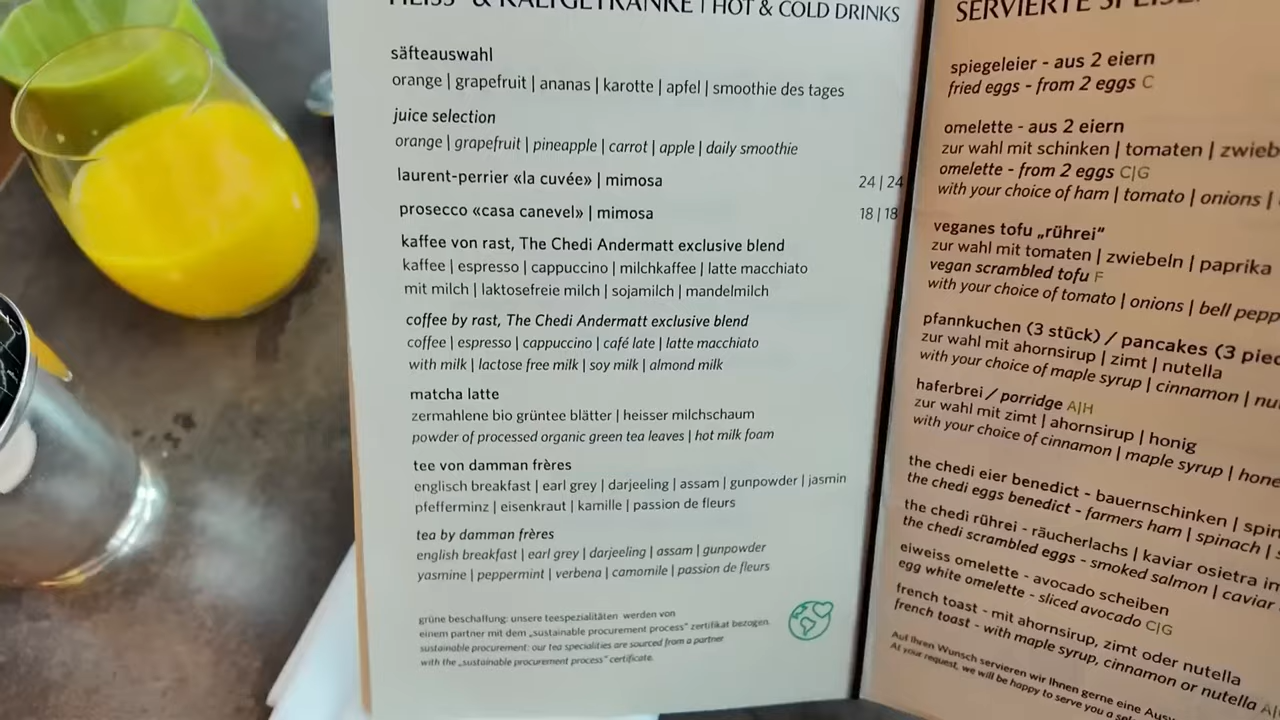 HEISS- & KALTGETRÄNKE | HOT & COLD DRINKS
säfteauswahl
orange | grapefruit | ananas | karotte | apfel | smoothie des tages
juice selection
orange | grapefruit | pineapple | carrot | apple | daily smoothie
laurent-perrier «la cuvée» | mimosa 24 | 24
prosecco «casa canevel» | mimosa 18 | 18
kaffee von rast, The Chedi Andermatt exclusive blend
kaffee | espresso | cappuccino | milchkaffee | latte macchiato
mit milch | laktosefreie milch | sojamilch | mandelmilch
coffee by rast, The Chedi Andermatt exclusive blend
coffee | espresso | cappuccino | café late | latte macchiato
with milk | lactose free milk | soy milk | almond milk
matcha latte
zermahlene bio grüntee blätter | heisser milchschaum
powder of processed organic green tea leaves | hot milk foam
tee von damman frères
englisch breakfast | earl grey | darjeeling | assam | gunpowder | jasmin
pfefferminz | eisenkraut | kamille | passion de fleurs
tea by damman frères
english breakfast | earl grey | darjeeling | assam | gunpowder
yasmine | peppermint | verbena | camomile | passion de fleurs
grüne beschaffung: unsere teespezialitäten werden von
einem partner mit dem „sustainable procurement process" zertifikat bezogen.
sustainable procurement: our tea specialities are sourced from a partner
with the „sustainable procurement process" certificate.
SERVIERTE
spiegeleier - aus 2 eiern
fried eggs - from 2 eggs C
omelette - aus 2 eiern
zur wahl mit schinken | tomaten | zwieb
omelette - from 2 eggs C|G
with your choice of ham | tomato | onions |
veganes tofu „rührei"
zur wahl mit tomaten | zwiebeln | paprika
vegan scrambled tofu F
with your choice of tomato | onions | bell pepp
pfannkuchen (3 stück) / pancakes (3 piec
zur wahl mit ahornsirup | zimt | nutella
with your choice of maple syrup | cinnamon | nu
haferbrei / porridge A|H
zur wahl mit zimt | ahornsirup | honig
with your choice of cinnamon | maple syrup | hone
the chedi eier benedict - bauernschinken | spin
the chedi eggs benedict - farmers ham | spinach |
the chedi rührei - räucherlachs | kaviar osietra im
the chedi scrambled eggs - smoked salmon | caviar
eiweiss omelette - avocado scheiben
egg white omelette - sliced avocado C|G
french toast - mit ahornsirup, zimt oder nutella
french toast - with maple syrup, cinnamon or nutella A|
Auf Ihren Wunsch servieren wir Ihnen gerne eine Ausw
At your request, we will be happy to serve you a